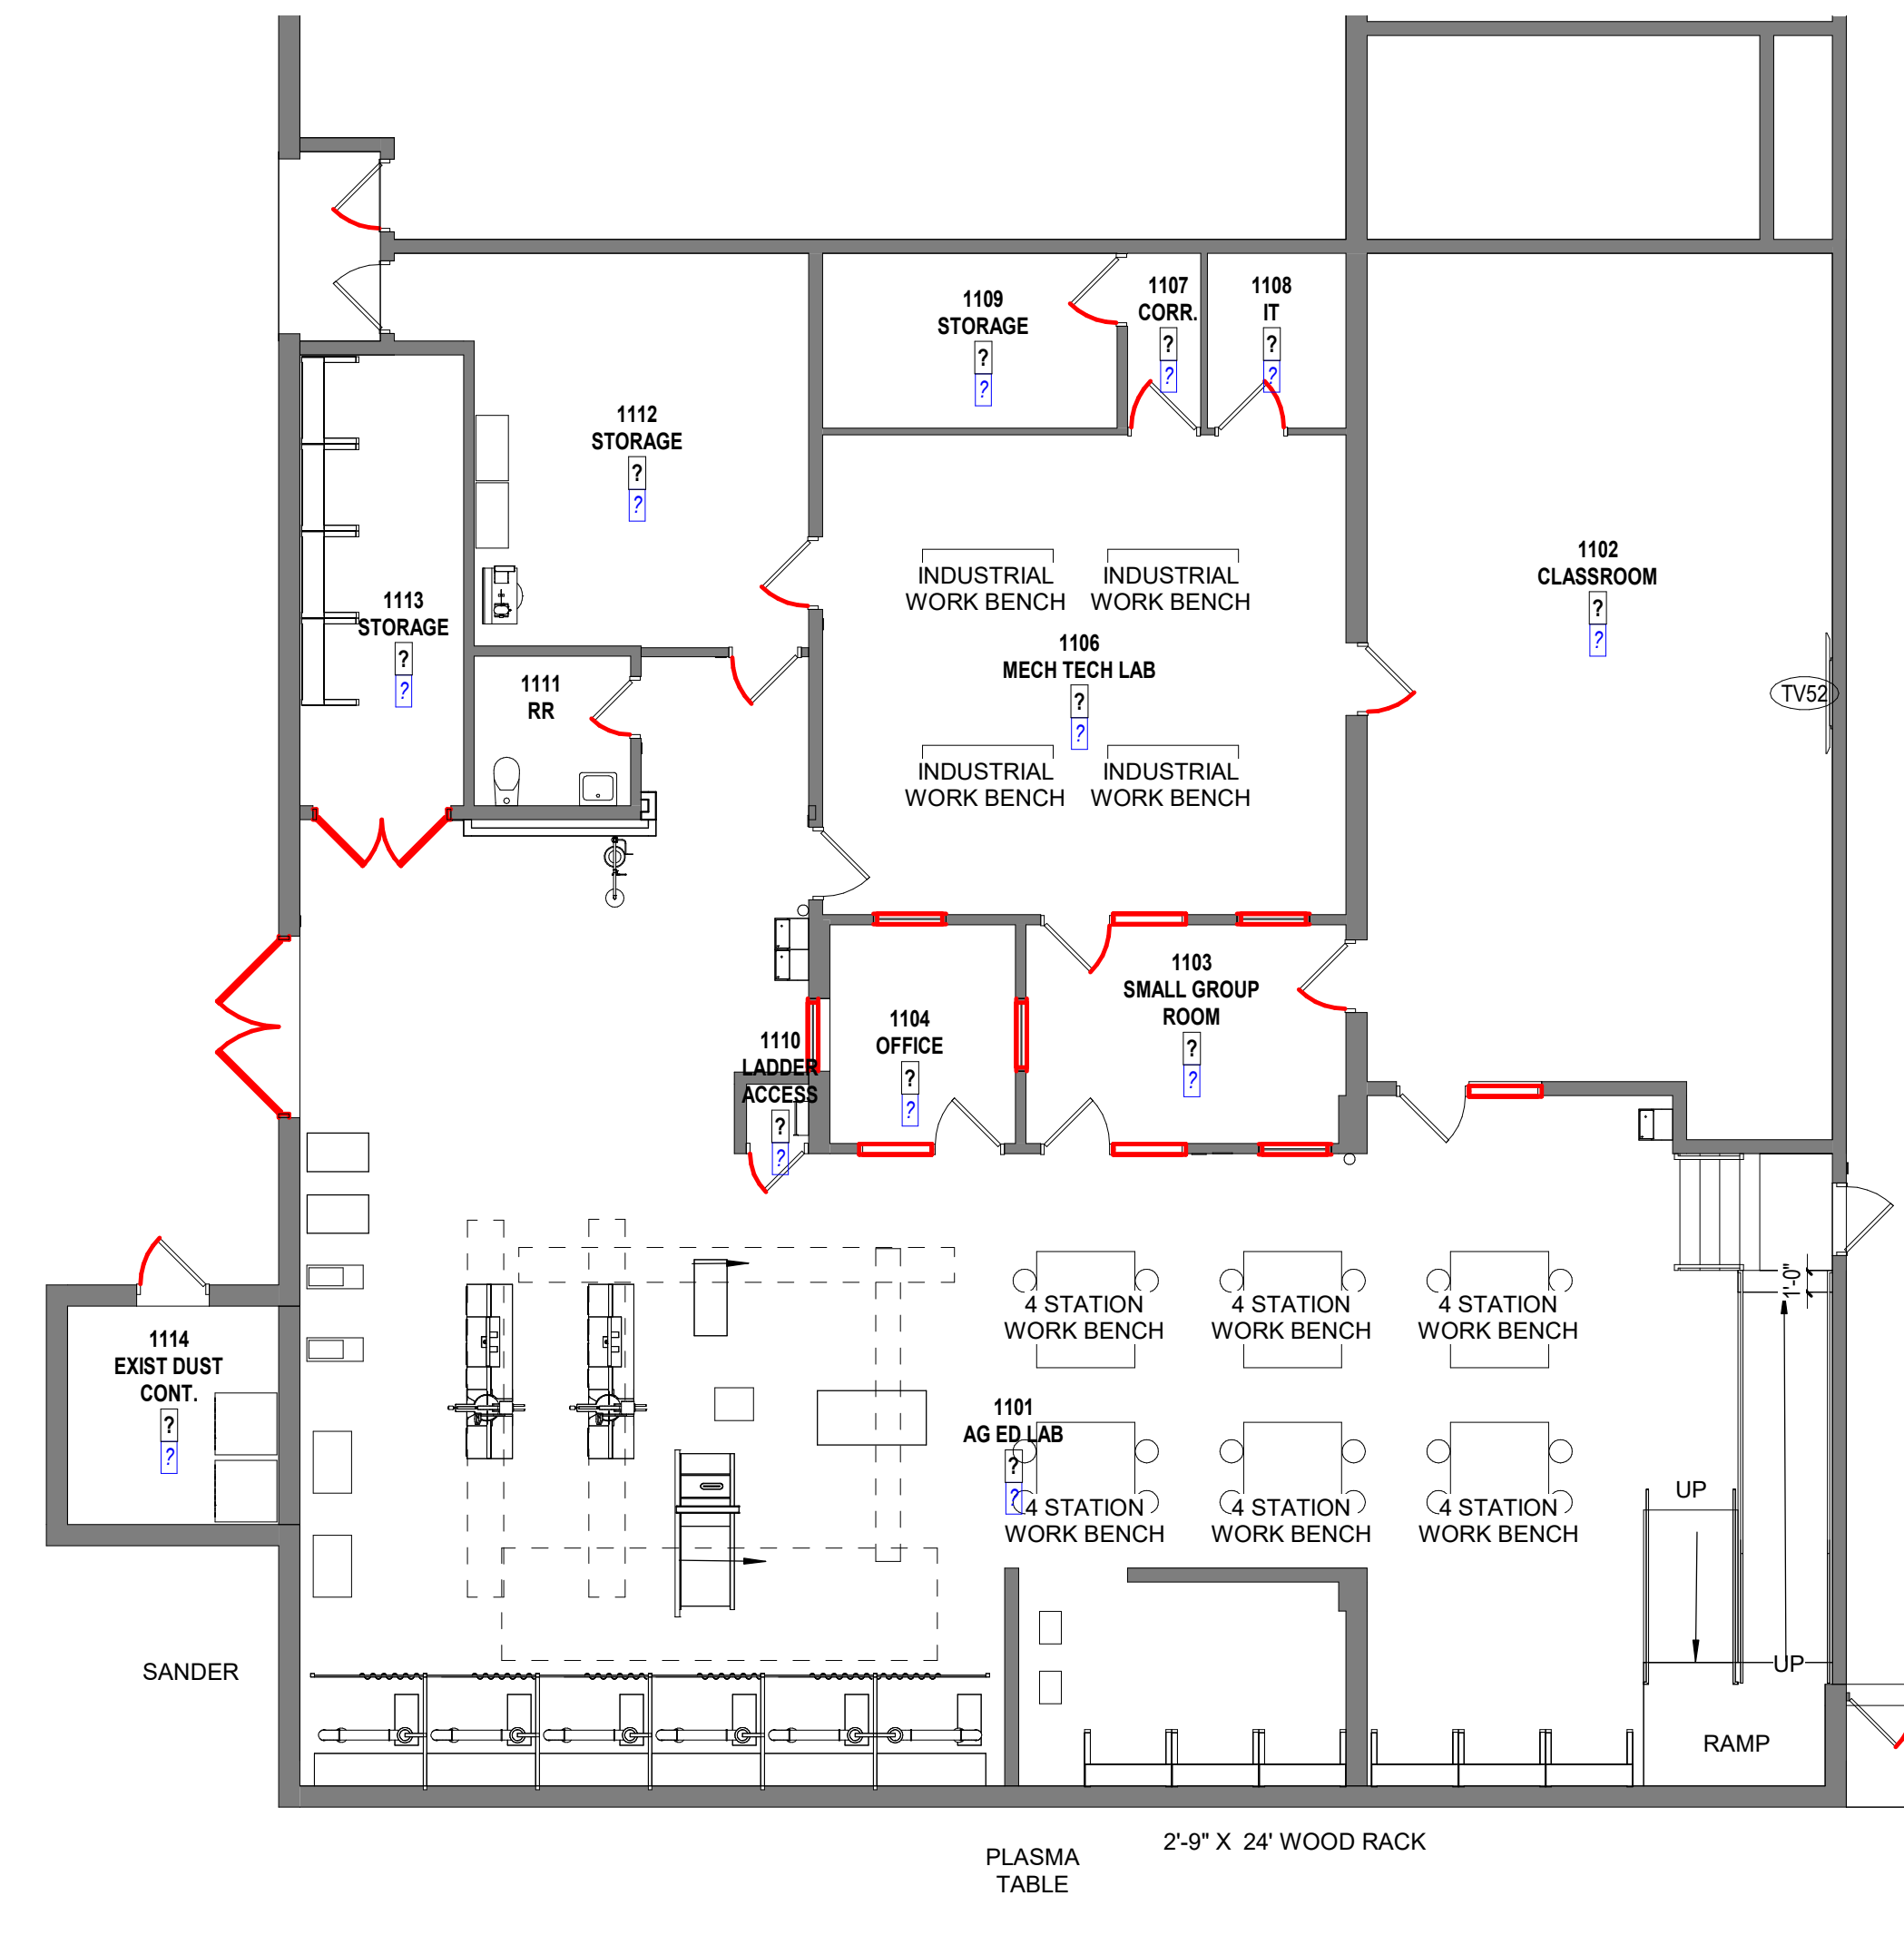 1107
CORR.
?
?
1108
IT
?
?
1109
STORAGE
?
?
1112
STORAGE
?
?
1102
CLASSROOM
?
?
INDUSTRIAL
WORK BENCH
INDUSTRIAL
WORK BENCH
1113
STORAGE
?
?
1106
MECH TECH LAB
?
?
1111
RR
TV52
INDUSTRIAL
WORK BENCH
INDUSTRIAL
WORK BENCH
1103
SMALL GROUP
ROOM
?
?
1104
OFFICE
?
?
1110
LADDER
ACCESS
?
?
1'-0"
4 STATION
WORK BENCH
4 STATION
WORK BENCH
4 STATION
WORK BENCH
1114
EXIST DUST
CONT.
?
?
1101
AG ED LAB
?
?
4 STATION
WORK BENCH
4 STATION
WORK BENCH
4 STATION
WORK BENCH
UP
UP
SANDER
RAMP
2'-9" X 24' WOOD RACK
PLASMA
TABLE